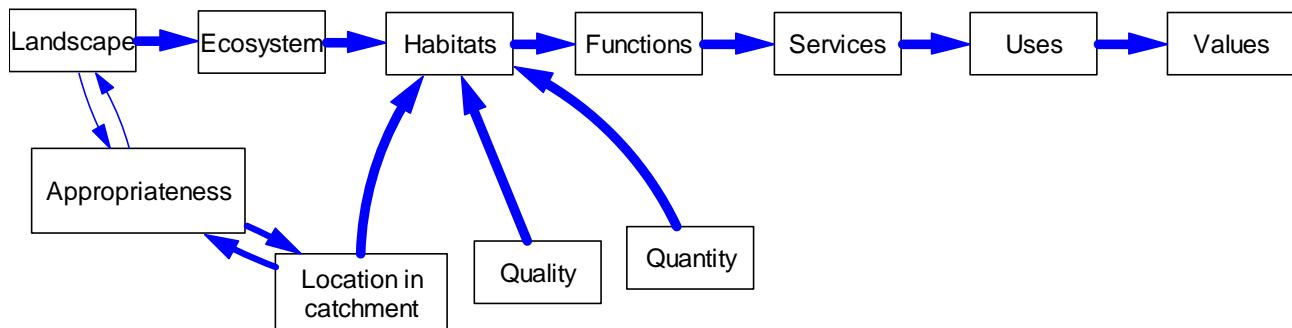 Landscape
Ecosystem
Habitats
Functions
Services
Uses
Values
Appropriateness
Location in
catchment
Quality
Quantity